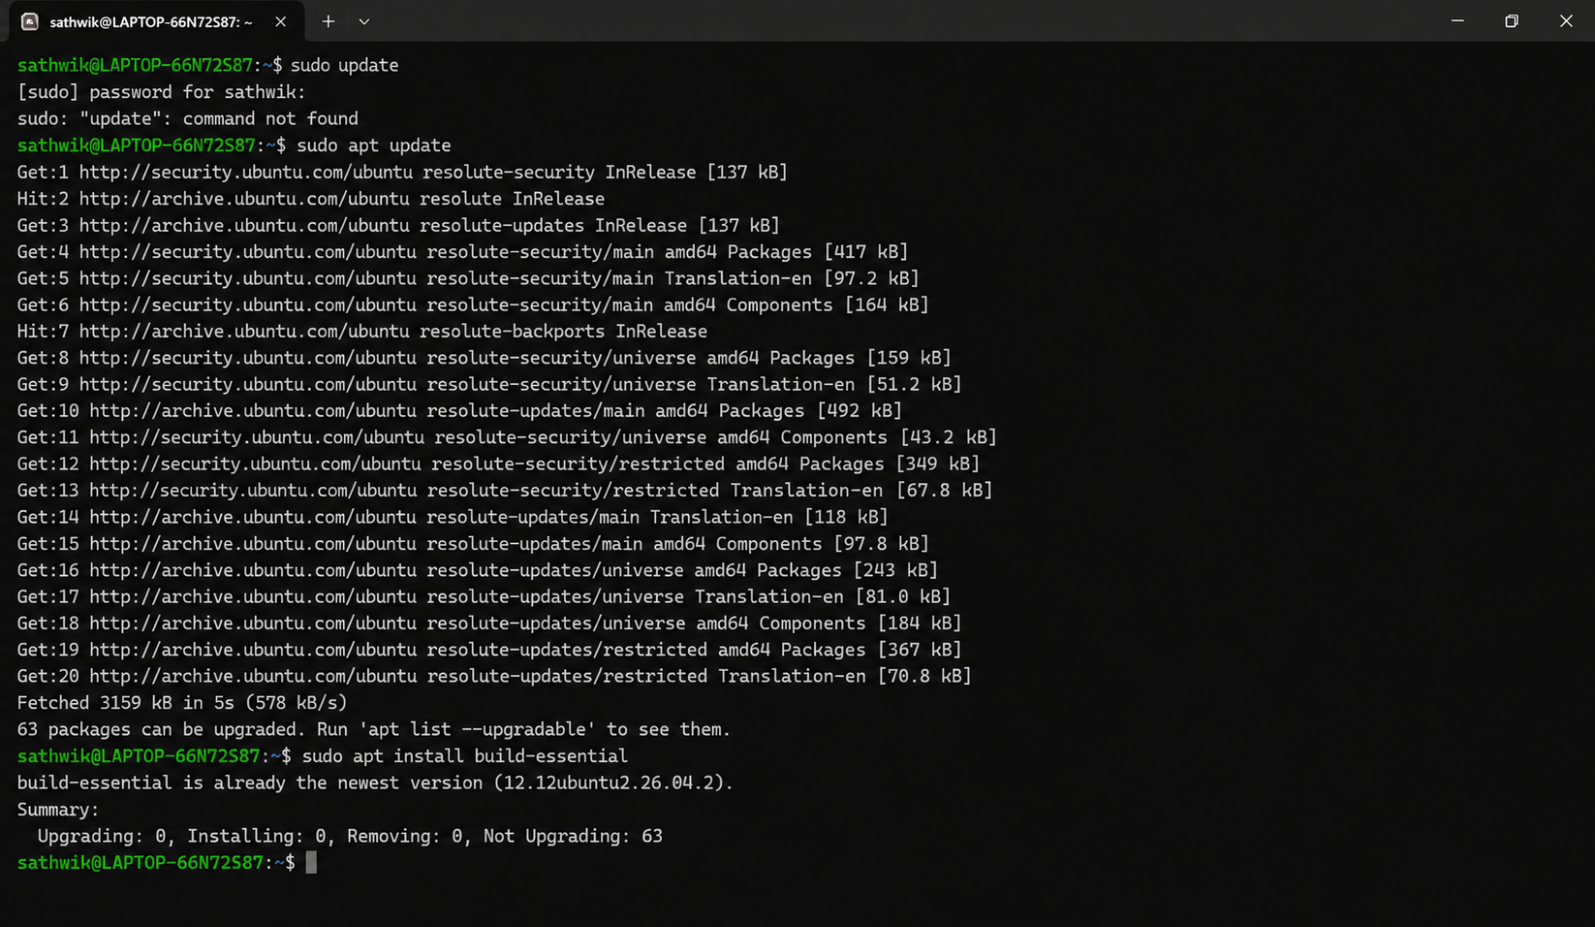 sathwik@LAPTOP-66N72S87: ~
sathwik@LAPTOP-66N72S87:~$ sudo update
[sudo] password for sathwik:
sudo: "update": command not found
sathwik@LAPTOP-66N72S87:~$ sudo apt update
Get:1 http://security.ubuntu.com/ubuntu resolute-security InRelease [137 kB]
Hit:2 http://archive.ubuntu.com/ubuntu resolute InRelease
Get:3 http://archive.ubuntu.com/ubuntu resolute-updates InRelease [137 kB]
Get:4 http://security.ubuntu.com/ubuntu resolute-security/main amd64 Packages [417 kB]
Get:5 http://security.ubuntu.com/ubuntu resolute-security/main Translation-en [97.2 kB]
Get:6 http://security.ubuntu.com/ubuntu resolute-security/main amd64 Components [164 kB]
Hit:7 http://archive.ubuntu.com/ubuntu resolute-backports InRelease
Get:8 http://security.ubuntu.com/ubuntu resolute-security/universe amd64 Packages [159 kB]
Get:9 http://security.ubuntu.com/ubuntu resolute-security/universe Translation-en [51.2 kB]
Get:10 http://archive.ubuntu.com/ubuntu resolute-updates/main amd64 Packages [492 kB]
Get:11 http://security.ubuntu.com/ubuntu resolute-security/universe amd64 Components [43.2 kB]
Get:12 http://security.ubuntu.com/ubuntu resolute-security/restricted amd64 Packages [349 kB]
Get:13 http://security.ubuntu.com/ubuntu resolute-security/restricted Translation-en [67.8 kB]
Get:14 http://archive.ubuntu.com/ubuntu resolute-updates/main Translation-en [118 kB]
Get:15 http://archive.ubuntu.com/ubuntu resolute-updates/main amd64 Components [97.8 kB]
Get:16 http://archive.ubuntu.com/ubuntu resolute-updates/universe amd64 Packages [243 kB]
Get:17 http://archive.ubuntu.com/ubuntu resolute-updates/universe Translation-en [81.0 kB]
Get:18 http://archive.ubuntu.com/ubuntu resolute-updates/universe amd64 Components [184 kB]
Get:19 http://archive.ubuntu.com/ubuntu resolute-updates/restricted amd64 Packages [367 kB]
Get:20 http://archive.ubuntu.com/ubuntu resolute-updates/restricted Translation-en [70.8 kB]
Fetched 3159 kB in 5s (578 kB/s)
63 packages can be upgraded. Run 'apt list --upgradable' to see them.
sathwik@LAPTOP-66N72S87:~$ sudo apt install build-essential
build-essential is already the newest version (12.12ubuntu2.26.04.2).
Summary:
  Upgrading: 0, Installing: 0, Removing: 0, Not Upgrading: 63
sathwik@LAPTOP-66N72S87:~$